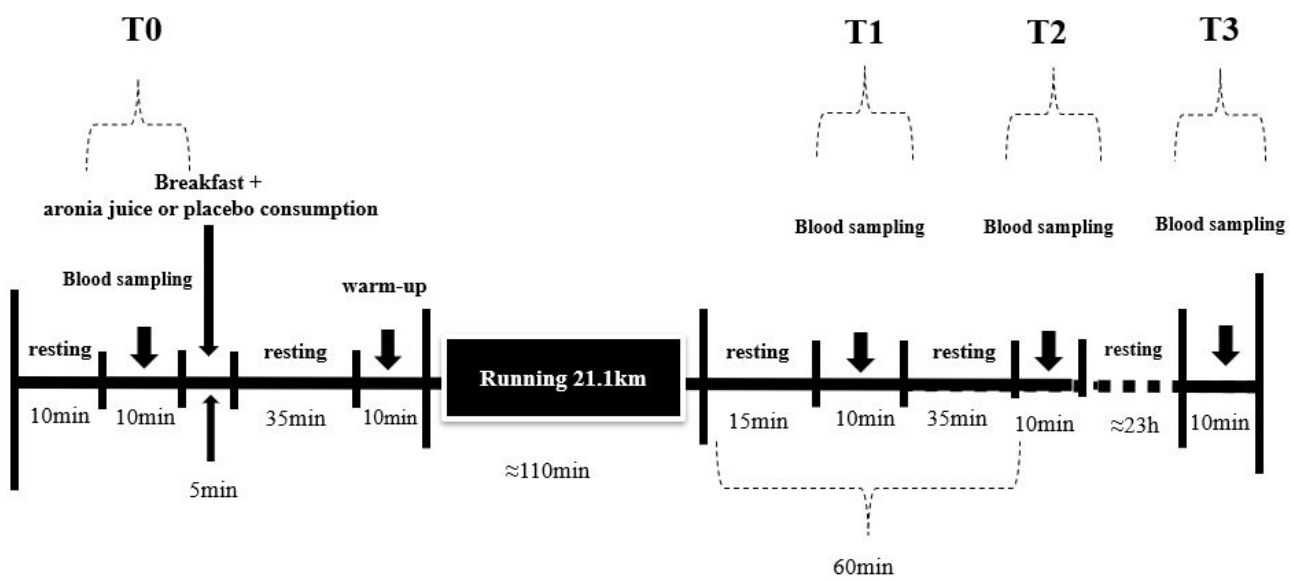 T0
T1
T2
T3
Breakfast +
aronia juice or placebo consumption
Blood sampling
Blood sampling
Blood sampling
Blood sampling
warm-up
resting
resting
resting
resting
resting
Running 21.1km
10min
10min
35min
10min
15min
10min
35min
10min
≈23h
10min
5min
≈110min
60min